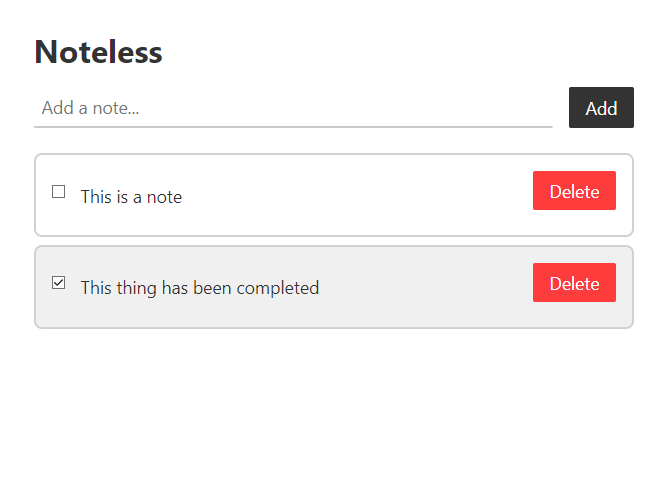 Noteless
Add a note...
Add
This is a note
Delete
This thing has been completed
Delete